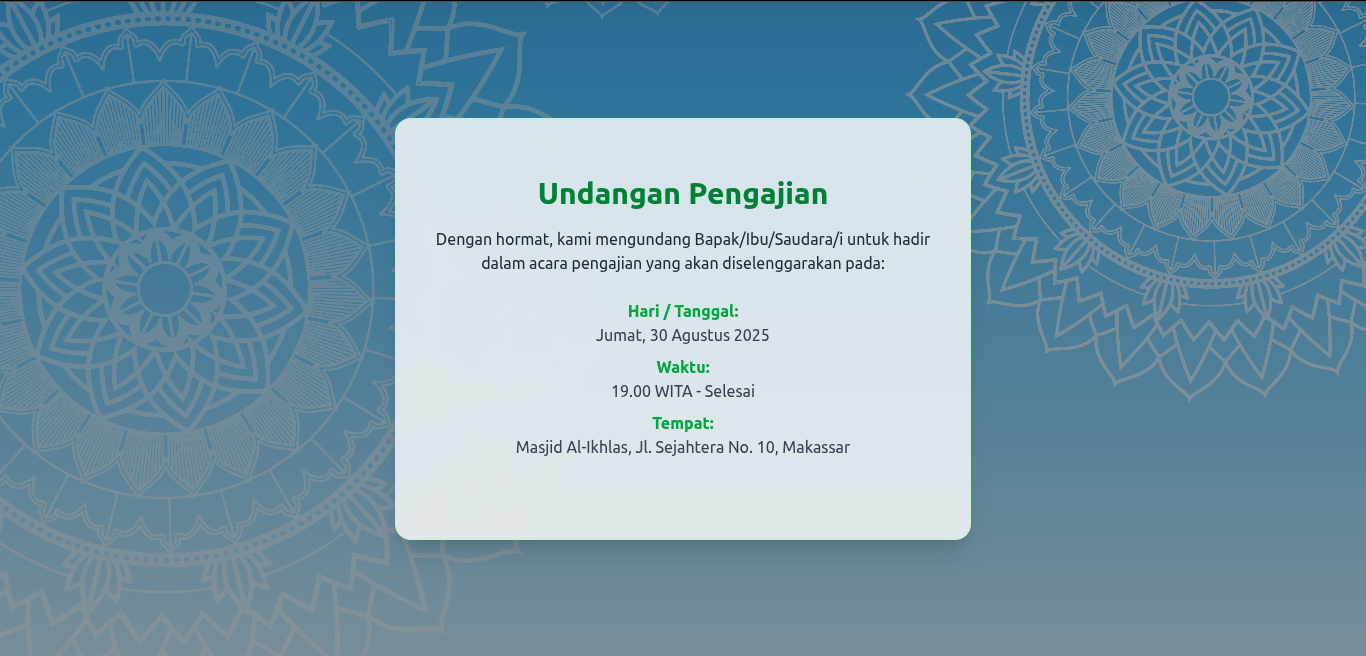 Undangan Pengajian
Dengan hormat, kami mengundang Bapak/Ibu/Saudara/i untuk hadir
dalam acara pengajian yang akan diselenggarakan pada:
Hari / Tanggal:
Jumat, 30 Agustus 2025
Waktu:
19.00 WITA - Selesai
Tempat:
Masjid Al-Ikhlas, Jl. Sejahtera No. 10, Makassar